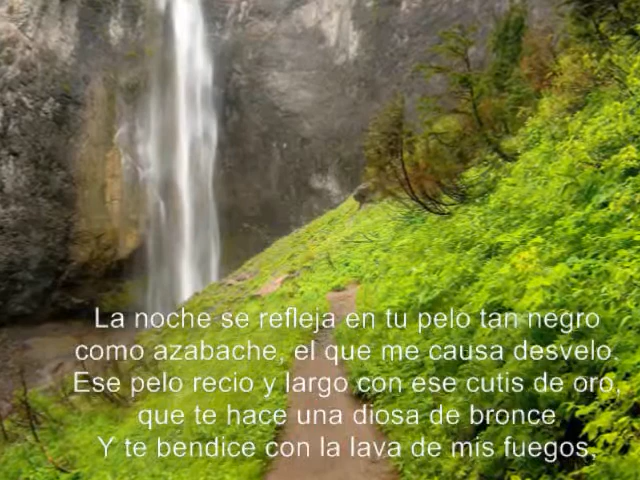 La noche se refleja en tu pelo tan negro
como azabache, el que me causa desvelo.
Ese pelo recio y largo con ese cutis de oro,
que te hace una diosa de bronce
Y te bendice con la lava de mis fuegos,